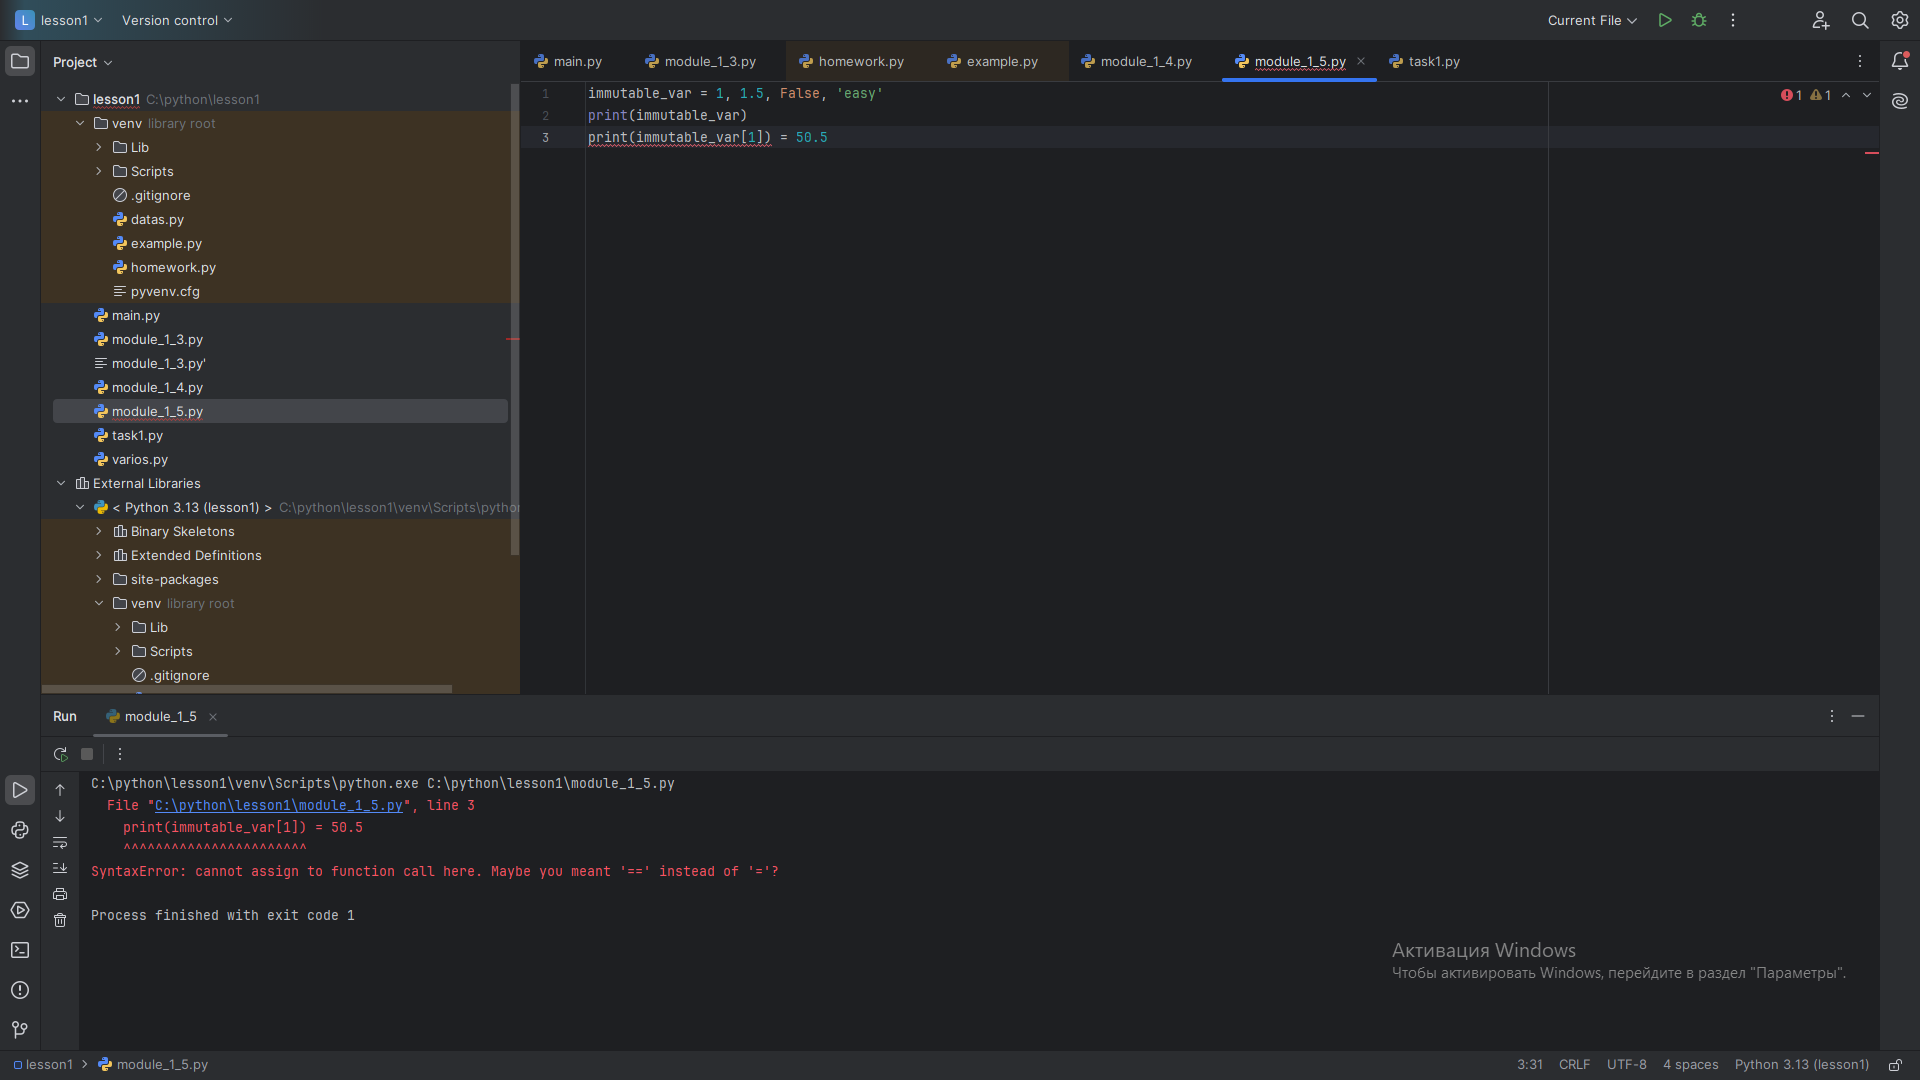 L lesson1 Version control Current File
Project
main.py module_1_3.py homework.py example.py module_1_4.py module_1_5.py task1.py
lesson1 C:\python\lesson1
venv library root
Lib
Scripts
.gitignore
datas.py
example.py
homework.py
pyvenv.cfg
main.py
module_1_3.py
module_1_3.py'
module_1_4.py
module_1_5.py
task1.py
varios.py
External Libraries
< Python 3.13 (lesson1) > C:\python\lesson1\venv\Scripts\pytho
Binary Skeletons
Extended Definitions
site-packages
venv library root
Lib
Scripts
.gitignore
1 immutable_var = 1, 1.5, False, 'easy'
2 print(immutable_var)
3 print(immutable_var[1]) = 50.5
1 1
Run module_1_5
C:\python\lesson1\venv\Scripts\python.exe C:\python\lesson1\module_1_5.py
File "C:\python\lesson1\module_1_5.py", line 3
print(immutable_var[1]) = 50.5
^^^^^^^^^^^^^^^^^^^^^^^
SyntaxError: cannot assign to function call here. Maybe you meant '==' instead of '='?
Process finished with exit code 1
Активация Windows
Чтобы активировать Windows, перейдите в раздел "Параметры".
lesson1 module_1_5.py 3:31 CRLF UTF-8 4 spaces Python 3.13 (lesson1)